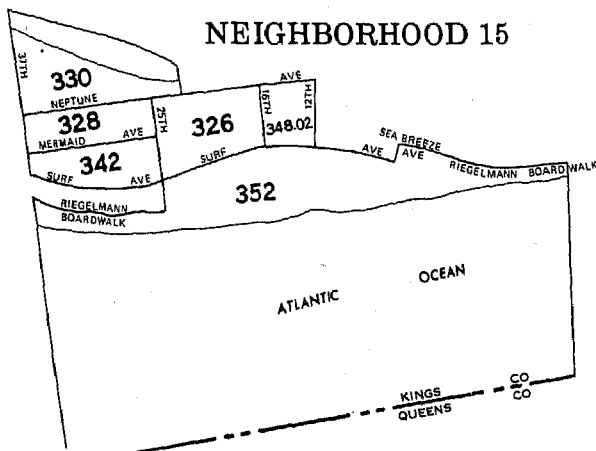 NEIGHBORHOOD 15
37TH
330
NEPTUNE
AVE
328
MERMAID AVE
25TH
326
16TH
12TH
348.02
342
SURF AVE
SURF AVE
SEA BREEZE
AVE
RIEGELMANN BOARDWALK
RIEGELMANN
BOARDWALK
352
ATLANTIC OCEAN
KINGS CO
QUEENS CO